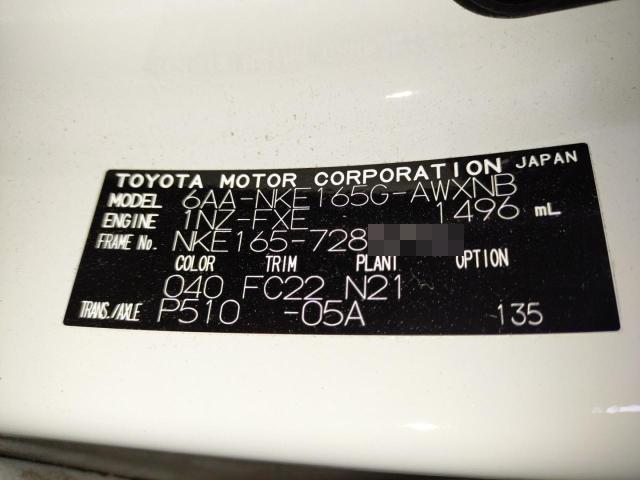 TOYOTA MOTOR CORPORATION JAPAN
MODEL 6AA-NKE165G-AWXNB
ENGINE 1NZ-FXE 1496 mL
FRAME No. NKE165-728
COLOR TRIM PLANT OPTION
040 FC22 N21
TRANS./AXLE P510 -05A 135